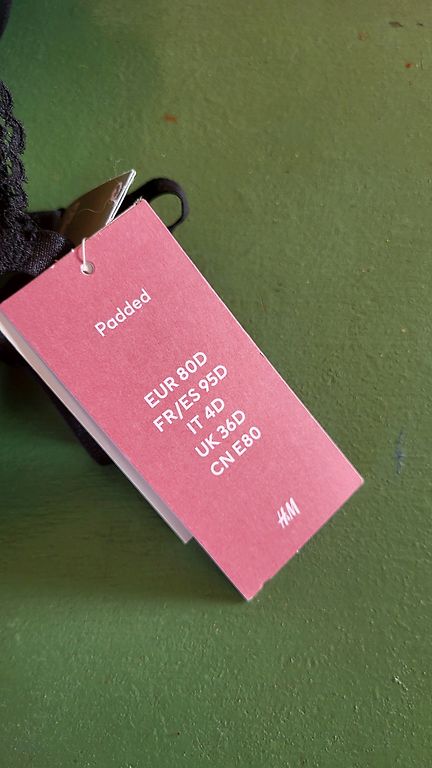 Padded
EUR 80D
FR/ES 95D
IT 4D
UK 36D
CN E80
H&M